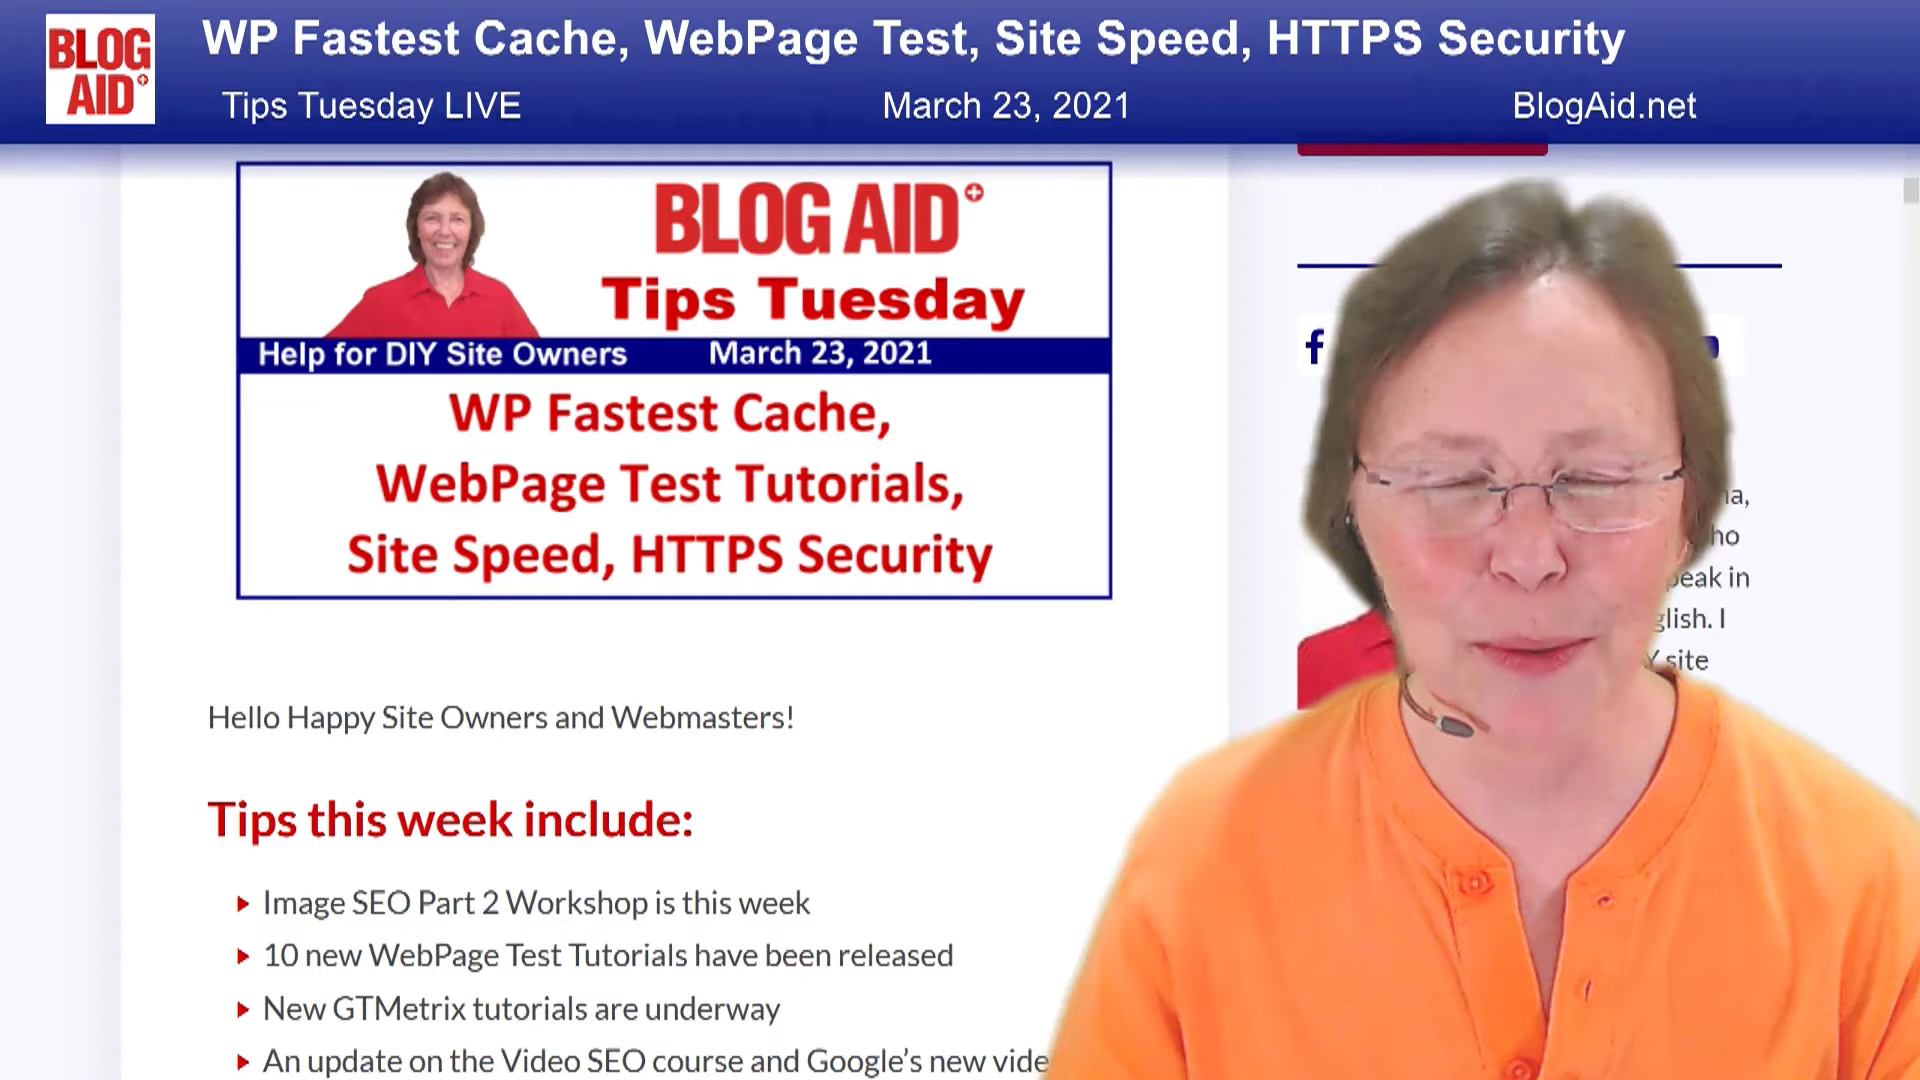 BLOG
AID
WP Fastest Cache, WebPage Test, Site Speed, HTTPS Security
Tips Tuesday LIVE
March 23, 2021
BlogAid.net
BLOG AID
Tips Tuesday
Help for DIY Site Owners
March 23, 2021
WP Fastest Cache,
WebPage Test Tutorials,
Site Speed, HTTPS Security
Hello Happy Site Owners and Webmasters!
Tips this week include:
Image SEO Part 2 Workshop is this week
10 new WebPage Test Tutorials have been released
New GTMetrix tutorials are underway
An update on the Video SEO course and Google's new
in
I
site